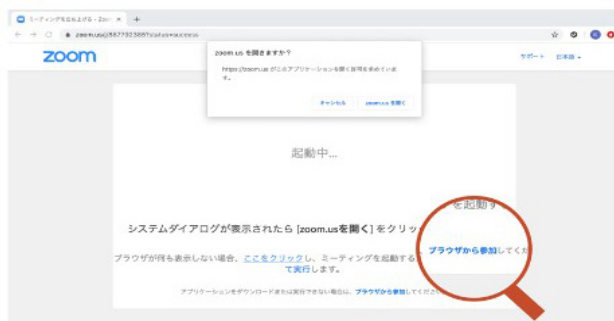 ミーティングを立ち上げる - Zoo
zoom.us
zoom
サポート 日本語
zoom.us を開きますか?
https://zoom.us がこのアプリケーションを開く許可を求めていま
す。
キャンセル zoom.us を開く
起動中...
を起動す
システムダイアログが表示されたら [zoom.usを開く] をクリッ
ブラウザから参加してくだ
ブラウザが何も表示しない場合、ここをクリックし、ミーティングを起動する
て実行します。
アプリケーションをダウンロードまたは実行できない場合は、ブラウザから参加してくださ